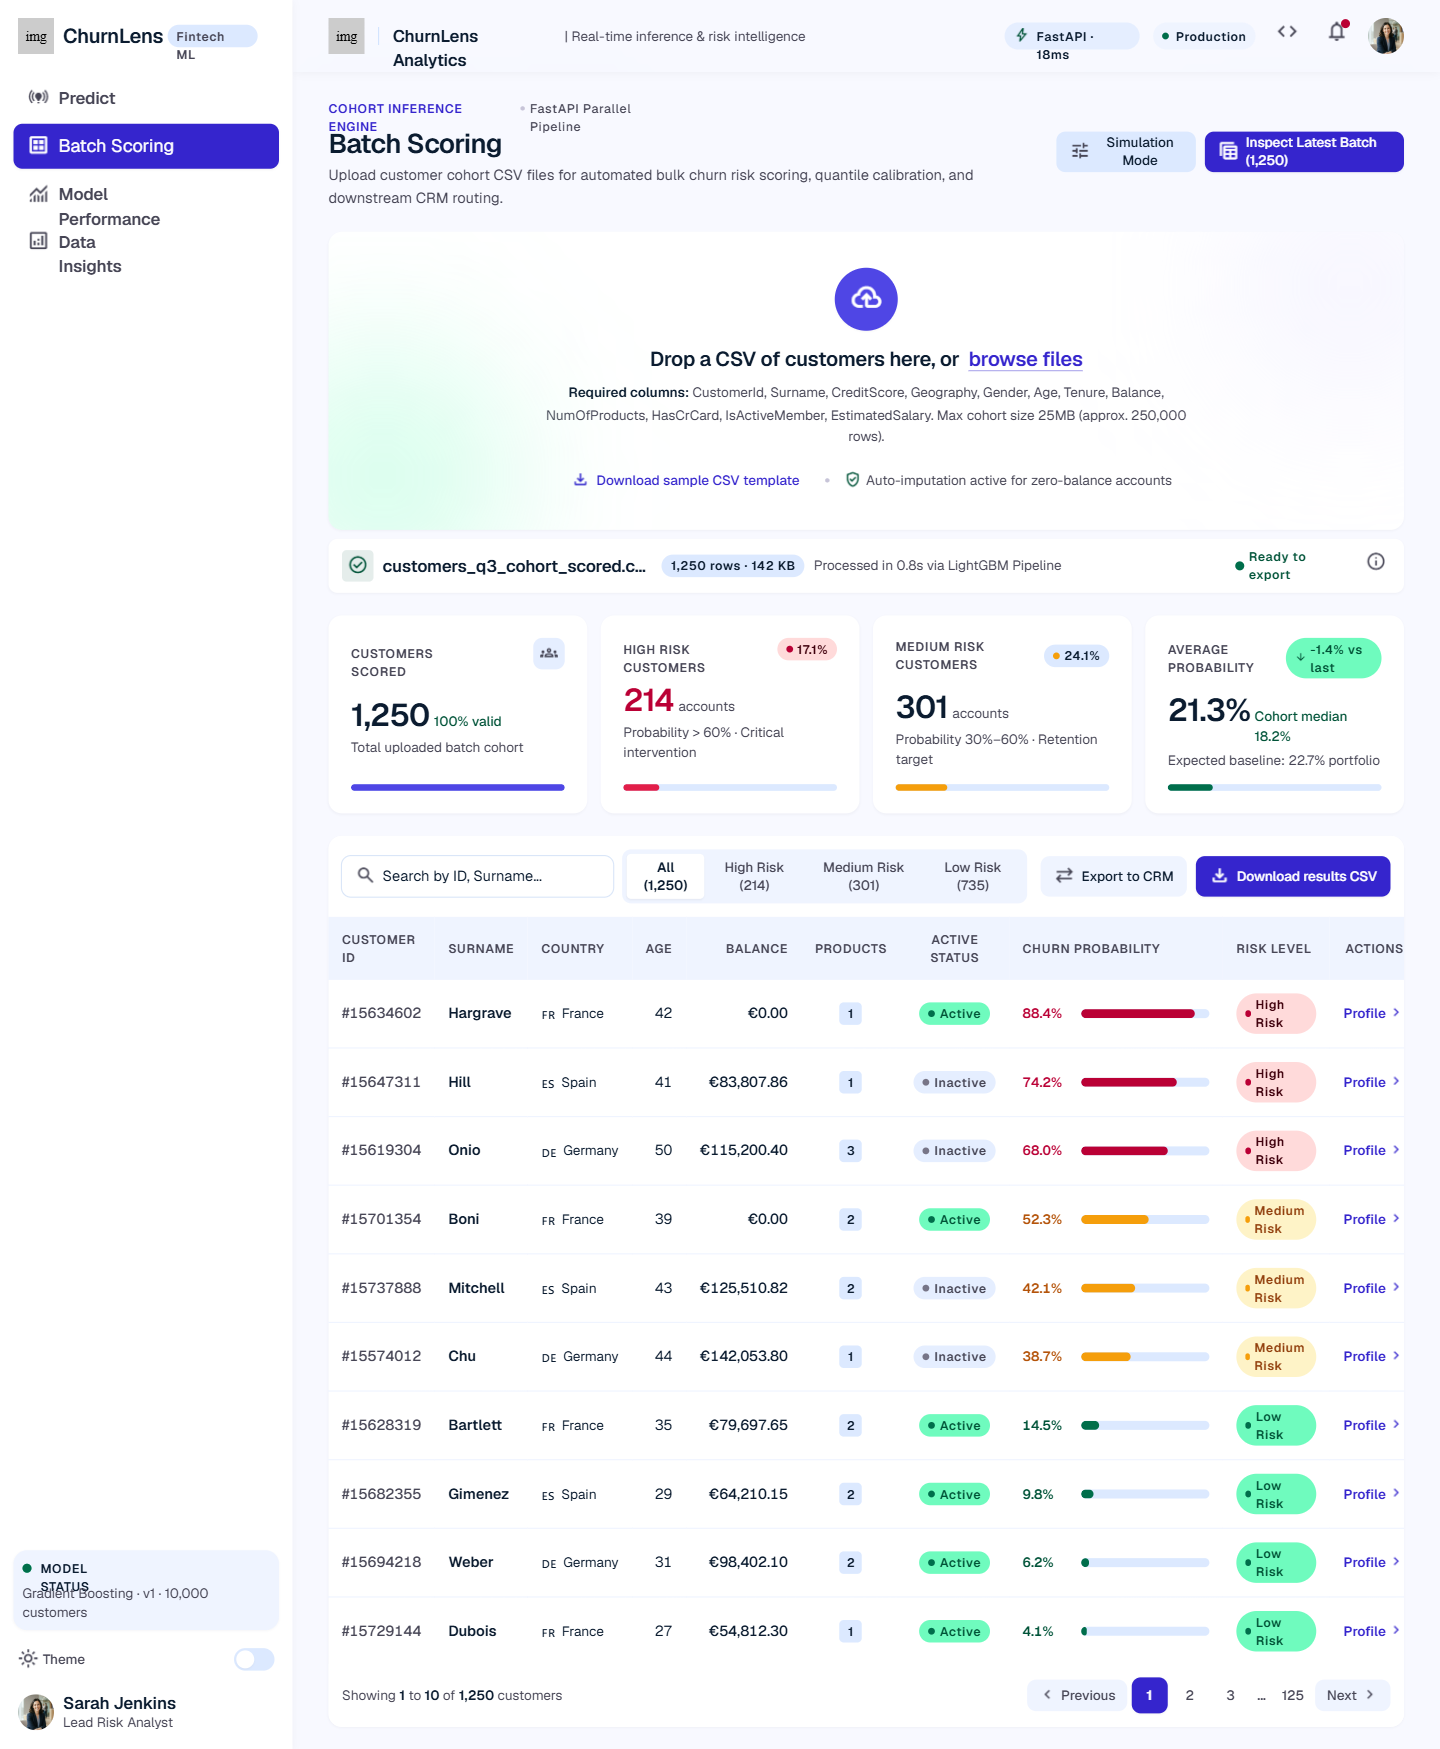 img
ChurnLens
Fintech
ML
Predict
Batch Scoring
Model
Performance
Data
Insights
MODEL
STATUS
Gradient Boosting · v1 · 10,000
customers
Theme
Sarah Jenkins
Lead Risk Analyst
img
ChurnLens
Analytics
| Real-time inference & risk intelligence
FastAPI ·
18ms
Production
COHORT INFERENCE
ENGINE
FastAPI Parallel
Pipeline
Batch Scoring
Upload customer cohort CSV files for automated bulk churn risk scoring, quantile calibration, and
downstream CRM routing.
Simulation
Mode
Inspect Latest Batch
(1,250)
Drop a CSV of customers here, or browse files
Required columns: CustomerId, Surname, CreditScore, Geography, Gender, Age, Tenure, Balance,
NumOfProducts, HasCrCard, IsActiveMember, EstimatedSalary. Max cohort size 25MB (approx. 250,000
rows).
Download sample CSV template
Auto-imputation active for zero-balance accounts
customers_q3_cohort_scored.c...
1,250 rows · 142 KB
Processed in 0.8s via LightGBM Pipeline
Ready to
export
CUSTOMERS
SCORED
1,250 100% valid
Total uploaded batch cohort
HIGH RISK
CUSTOMERS
17.1%
214 accounts
Probability > 60% · Critical
intervention
MEDIUM RISK
CUSTOMERS
24.1%
301 accounts
Probability 30%–60% · Retention
target
AVERAGE
PROBABILITY
↓ -1.4% vs
last
21.3% Cohort median
18.2%
Expected baseline: 22.7% portfolio
Search by ID, Surname...
All
(1,250)
High Risk
(214)
Medium Risk
(301)
Low Risk
(735)
Export to CRM
Download results CSV
CUSTOMER
ID
SURNAME
COUNTRY
AGE
BALANCE
PRODUCTS
ACTIVE
STATUS
CHURN PROBABILITY
RISK LEVEL
ACTIONS
#15634602 Hargrave FR France 42 €0.00 1 Active 88.4% High
Risk
Profile
#15647311 Hill ES Spain 41 €83,807.86 1 Inactive 74.2% High
Risk
Profile
#15619304 Onio DE Germany 50 €115,200.40 3 Inactive 68.0% High
Risk
Profile
#15701354 Boni FR France 39 €0.00 2 Active 52.3% Medium
Risk
Profile
#15737888 Mitchell ES Spain 43 €125,510.82 2 Inactive 42.1% Medium
Risk
Profile
#15574012 Chu DE Germany 44 €142,053.80 1 Inactive 38.7% Medium
Risk
Profile
#15628319 Bartlett FR France 35 €79,697.65 2 Active 14.5% Low
Risk
Profile
#15682355 Gimenez ES Spain 29 €64,210.15 2 Active 9.8% Low
Risk
Profile
#15694218 Weber DE Germany 31 €98,402.10 2 Active 6.2% Low
Risk
Profile
#15729144 Dubois FR France 27 €54,812.30 1 Active 4.1% Low
Risk
Profile
Showing 1 to 10 of 1,250 customers
Previous 1 2 3 ... 125 Next